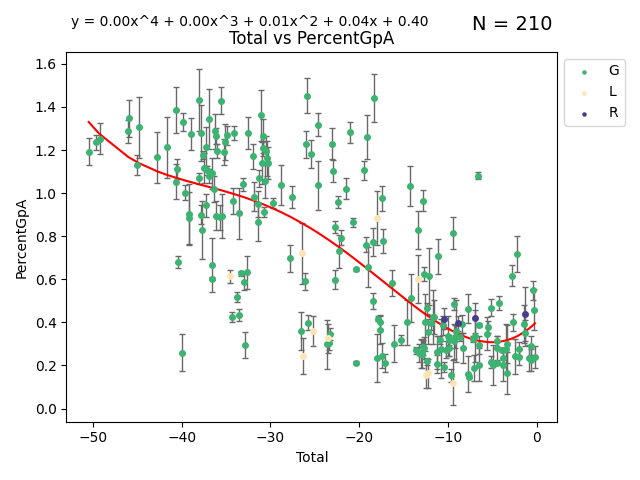 y = 0.00x^4 + 0.00x^3 + 0.01x^2 + 0.04x + 0.40
N = 210
Total vs PercentGpA
G
L
R
PercentGpA
1.6
1.4
1.2
1.0
0.8
0.6
0.4
0.2
0.0
−50
−40
−30
−20
−10
0
Total